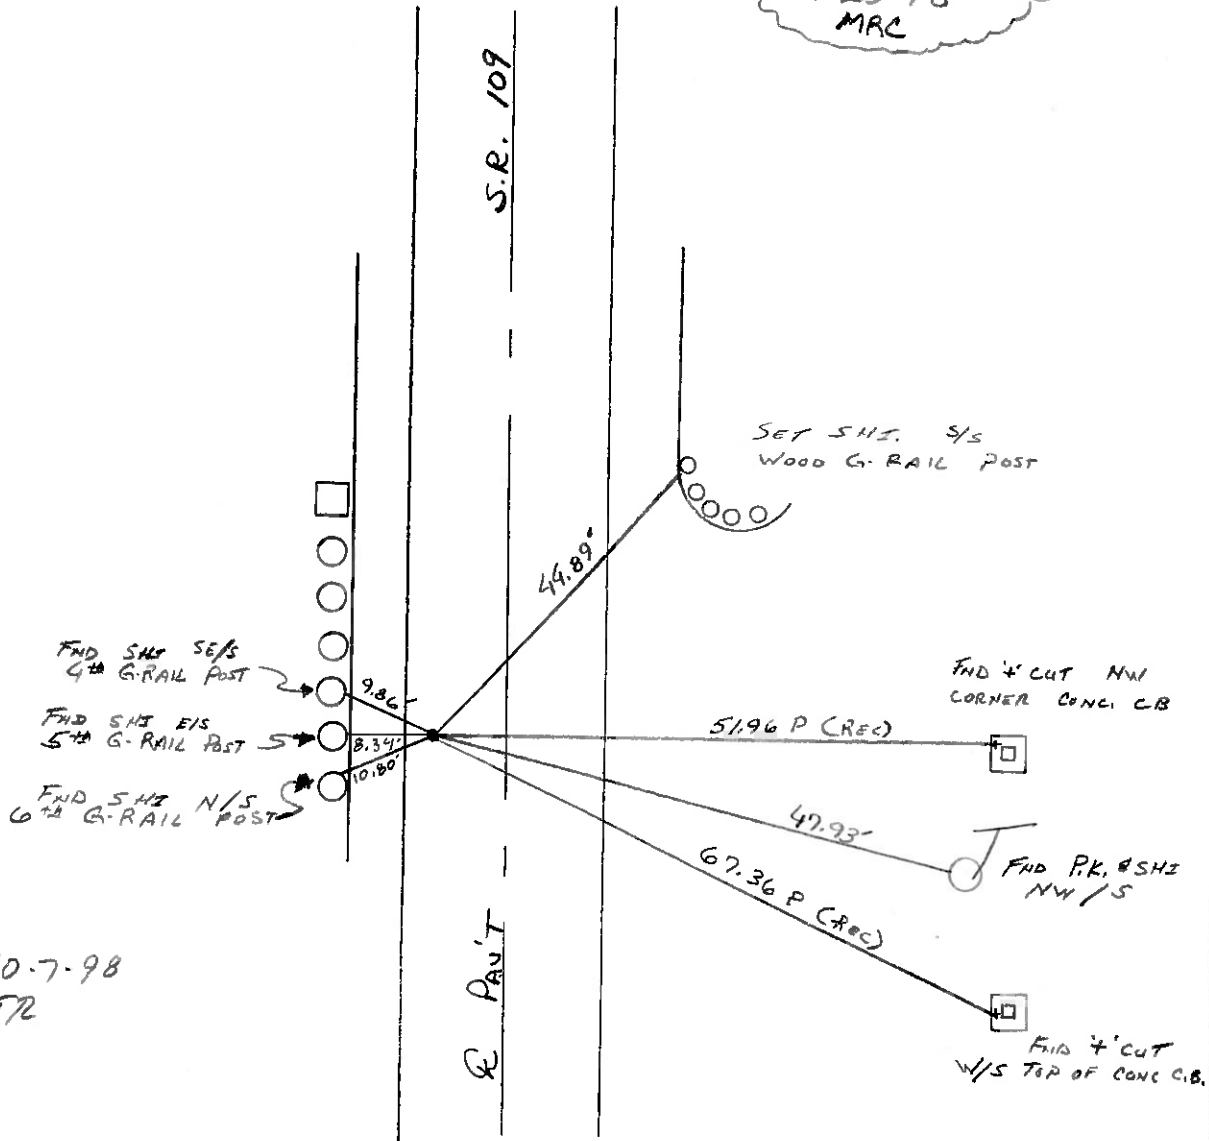 MRC
S.R. 109
SET SHI. S/S
WOOD G-RAIL POST
44.89'
FND SHI SE/S
4th G-RAIL POST
9.86'
FND '+' CUT NW
CORNER CONC. CB
FND SHI E/S
5th G-RAIL POST
8.34'
51.96 P (REC)
10.80'
FND SHI N/S
6th G-RAIL POST
47.93'
FND P.K. & SHI
NW/S
67.36 P (REC)
0-7-98
℄ PAV'T
FND '+' CUT
W/S TOP OF CONC C.B.